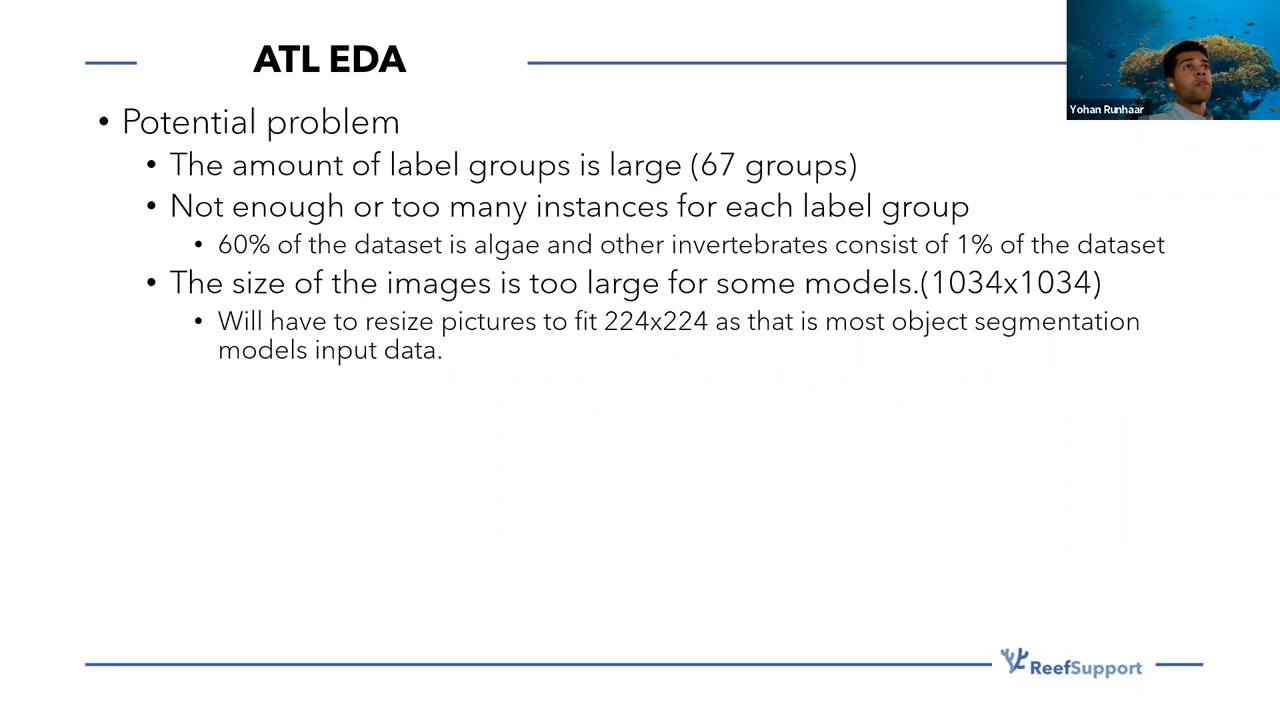 ATL EDA
Yohan Runhaar
• Potential problem
• The amount of label groups is large (67 groups)
• Not enough or too many instances for each label group
• 60% of the dataset is algae and other invertebrates consist of 1% of the dataset
• The size of the images is too large for some models.(1034x1034)
• Will have to resize pictures to fit 224x224 as that is most object segmentation
models input data.
ReefSupport